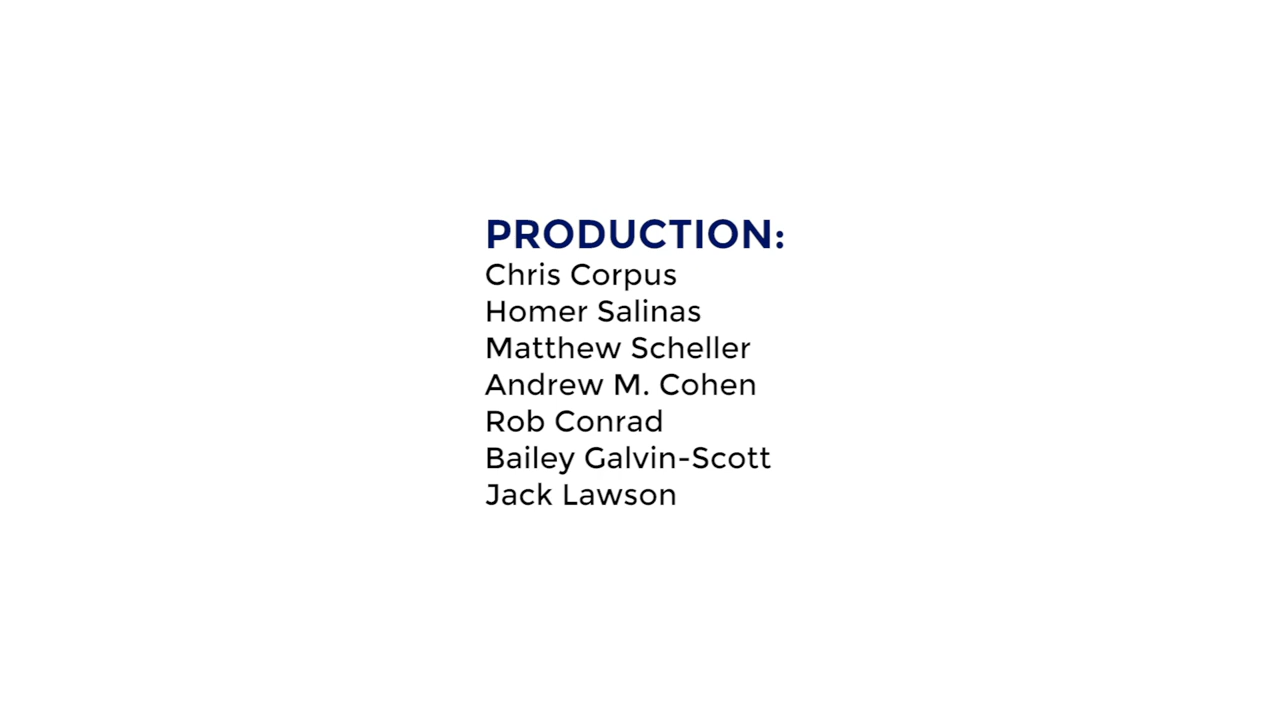 PRODUCTION:
Chris Corpus
Homer Salinas
Matthew Scheller
Andrew M. Cohen
Rob Conrad
Bailey Galvin-Scott
Jack Lawson